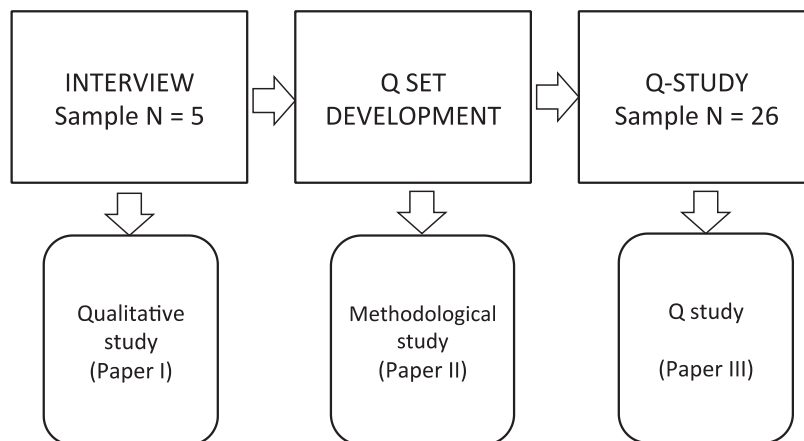 INTERVIEW
Sample N = 5
Q SET
DEVELOPMENT
Q-STUDY
Sample N = 26
Qualitative
study
(Paper I)
Methodological
study
(Paper II)
Q study
(Paper III)